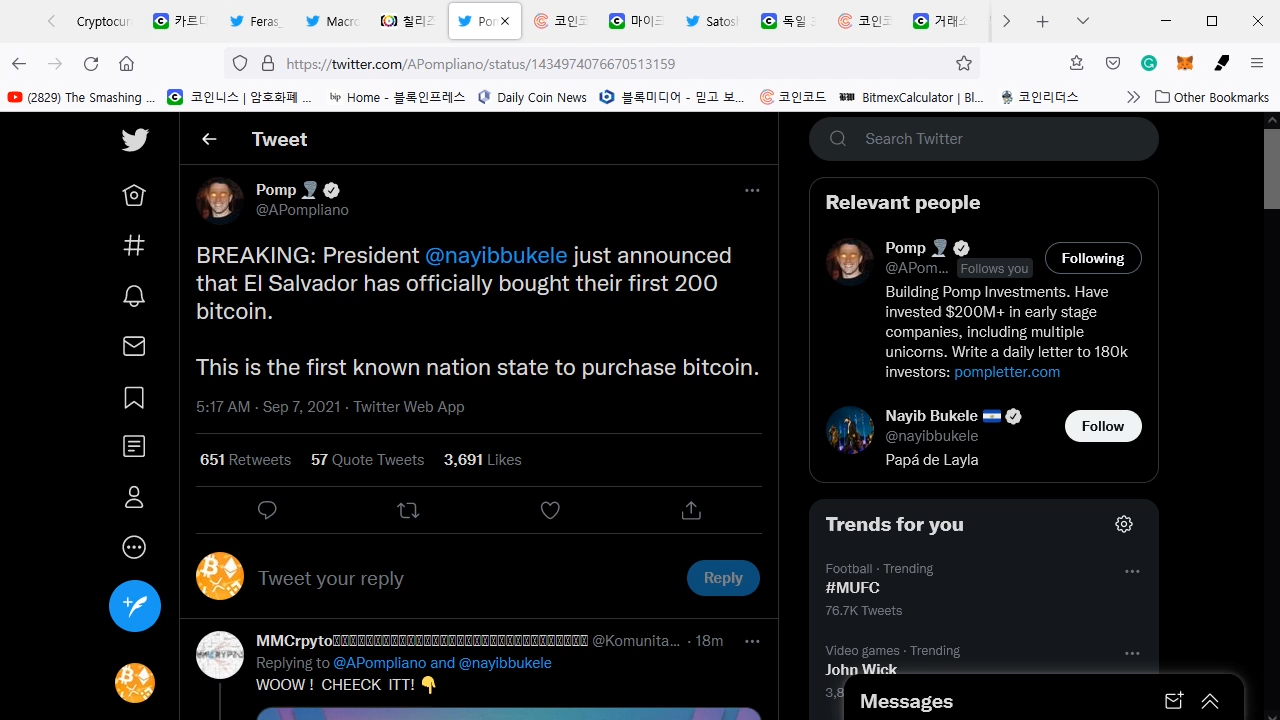 Cryptocur
카르
Feras_
Macro
칠리즈
Por
코인코
마이크
Satosh
독일
코인코
거래소
https://twitter.com/APompliano/status/1434974076670513159
(2829) The Smashing ...
코인니스 | 암호화폐 ...
bip Home - 블록인프레스
Daily Coin News
블록미디어 - 믿고 보...
코인코드
BitmexCalculator | Bl...
코인리더스
Other Bookmarks
Tweet
Search Twitter
Pomp
@APompliano
BREAKING: President @nayibbukele just announced
that El Salvador has officially bought their first 200
bitcoin.
This is the first known nation state to purchase bitcoin.
5:17 AM · Sep 7, 2021 · Twitter Web App
651 Retweets 57 Quote Tweets 3,691 Likes
Tweet your reply
Reply
MMCrpyto @Komunita... · 18m
Replying to @APompliano and @nayibbukele
WOOW ! CHEECK ITT! 👇
Relevant people
Pomp
@APom... Follows you
Following
Building Pomp Investments. Have
invested $200M+ in early stage
companies, including multiple
unicorns. Write a daily letter to 180k
investors: pompletter.com
Nayib Bukele 🇸🇻
@nayibbukele
Follow
Papá de Layla
Trends for you
Football · Trending
#MUFC
76.7K Tweets
Video games · Trending
John Wick
3,8
Messages